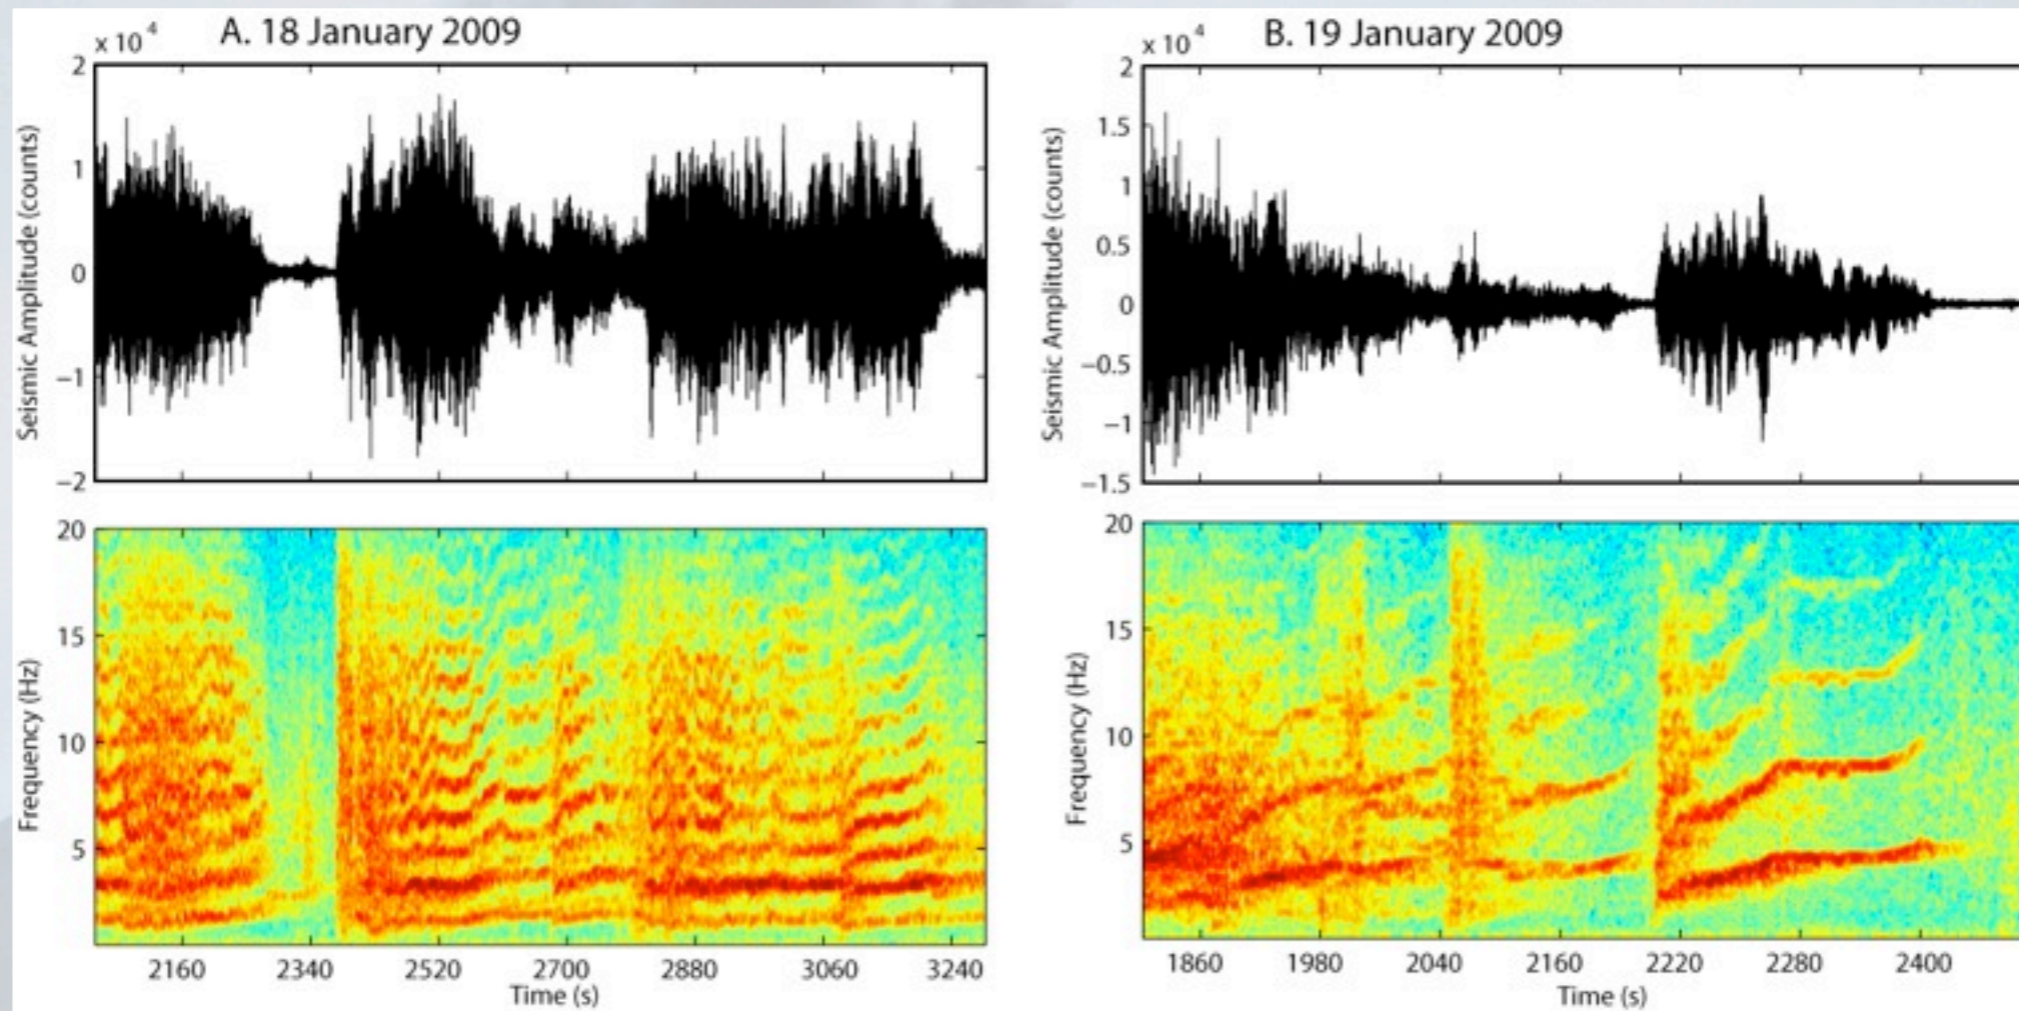 A. 18 January 2009
x 10^4
2
1
0
−1
−2
Seismic Amplitude (counts)
20
15
10
5
Frequency (Hz)
2160 2340 2520 2700 2880 3060 3240
Time (s)
B. 19 January 2009
x 10^4
2
1.5
1
0.5
0
−0.5
−1
−1.5
Seismic Amplitude (counts)
20
15
10
5
Frequency (Hz)
1860 1980 2040 2160 2220 2280 2400
Time (s)